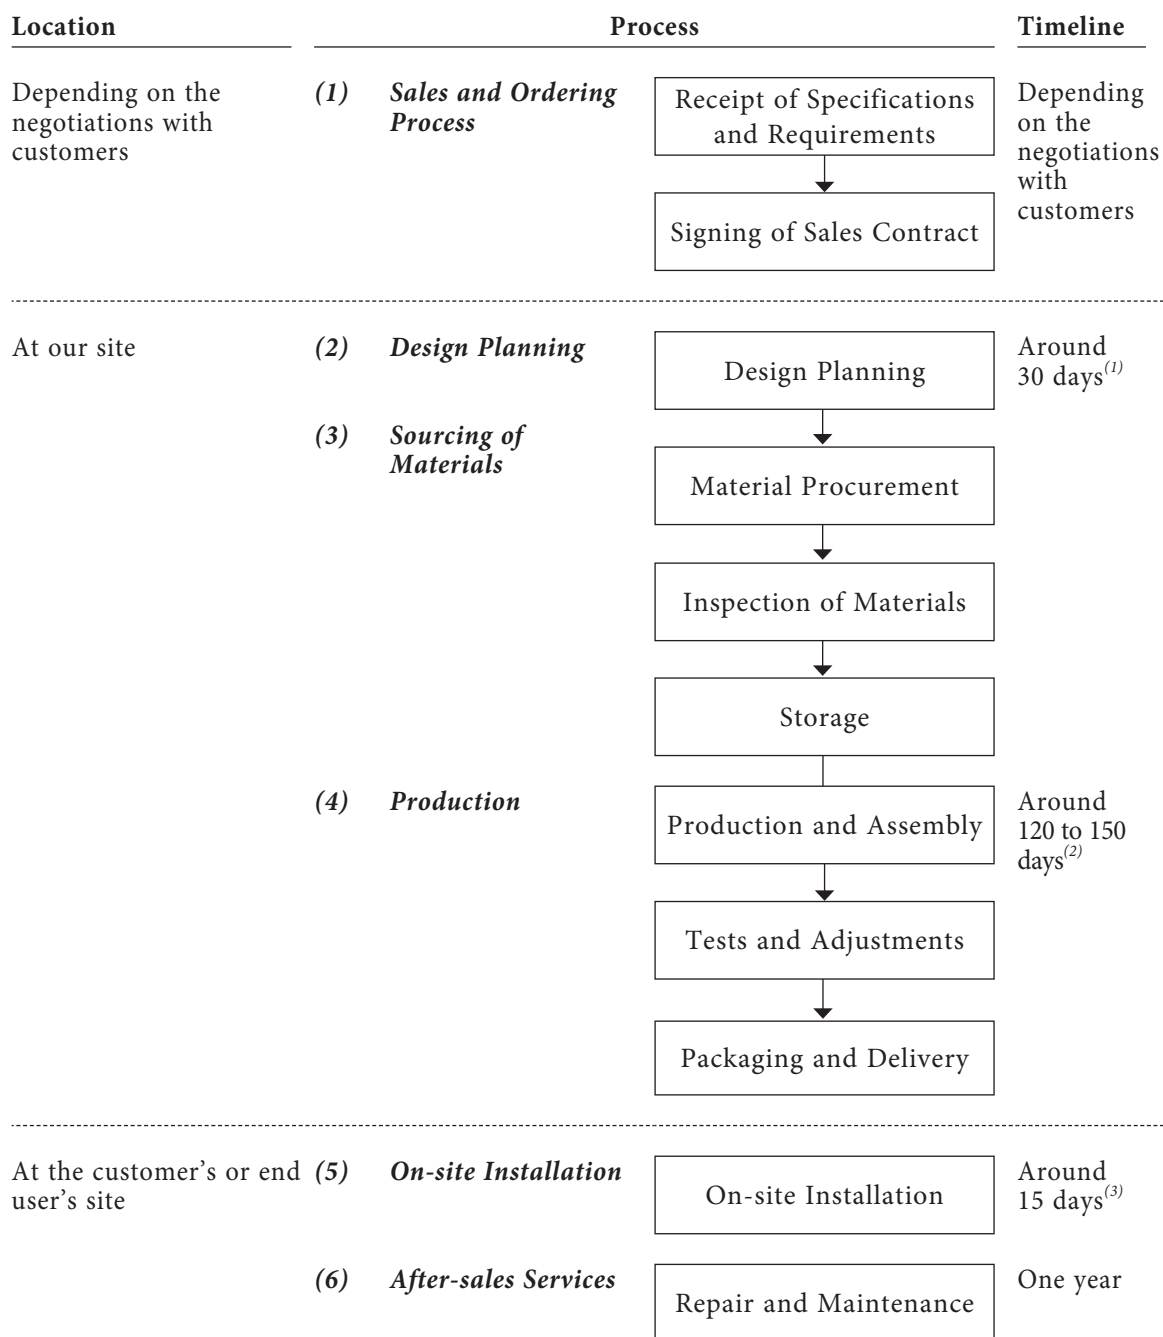 Location Process Timeline
Depending on the
negotiations with
customers
(1) Sales and Ordering
Process
Receipt of Specifications
and Requirements
Signing of Sales Contract
Depending
on the
negotiations
with
customers
At our site
(2) Design Planning
Design Planning
Around
30 days(1)
(3) Sourcing of
Materials
Material Procurement
Inspection of Materials
Storage
(4) Production
Production and Assembly
Around
120 to 150
days(2)
Tests and Adjustments
Packaging and Delivery
At the customer’s or end
user’s site
(5) On-site Installation
On-site Installation
Around
15 days(3)
(6) After-sales Services
Repair and Maintenance
One year